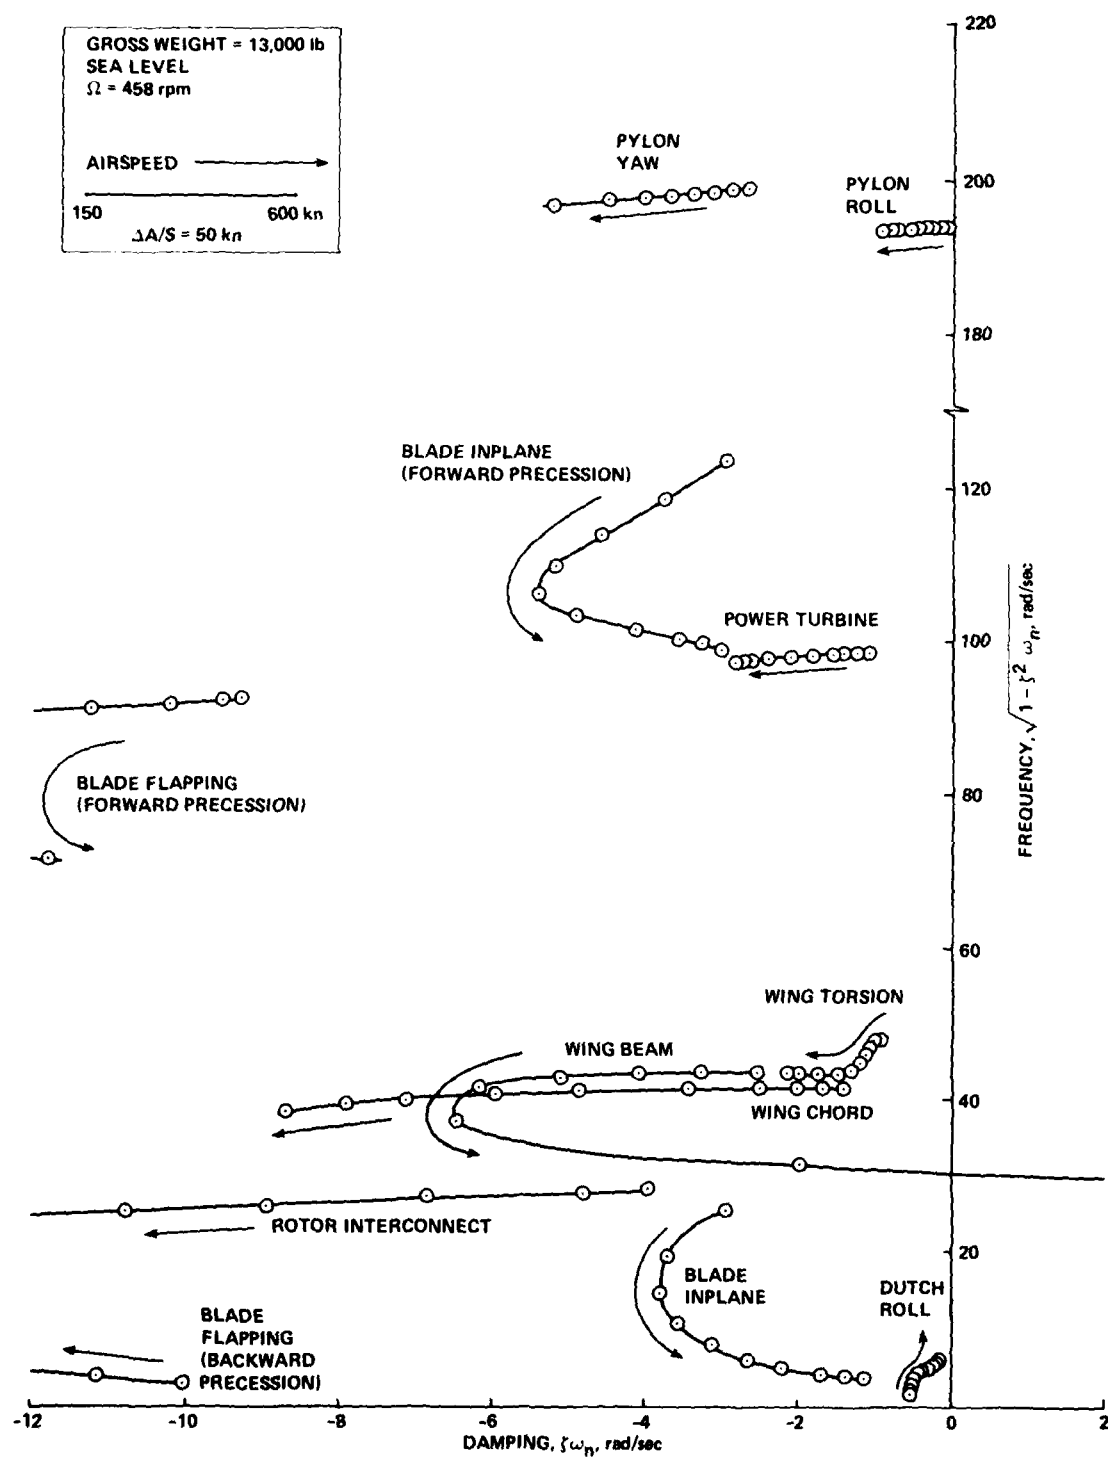 GROSS WEIGHT = 13,000 lb
SEA LEVEL
Ω = 458 rpm
AIRSPEED
150 600 kn
ΔA/S = 50 kn
220
PYLON
YAW
200
PYLON
ROLL
180
BLADE INPLANE
(FORWARD PRECESSION)
120
POWER TURBINE
100
FREQUENCY, √1 − ζ² ωn, rad/sec
BLADE FLAPPING
(FORWARD PRECESSION)
80
60
WING TORSION
WING BEAM
40
WING CHORD
ROTOR INTERCONNECT
20
BLADE
INPLANE
DUTCH
ROLL
BLADE
FLAPPING
(BACKWARD
PRECESSION)
-12 -10 -8 -6 -4 -2 0 2
DAMPING, ζωn, rad/sec